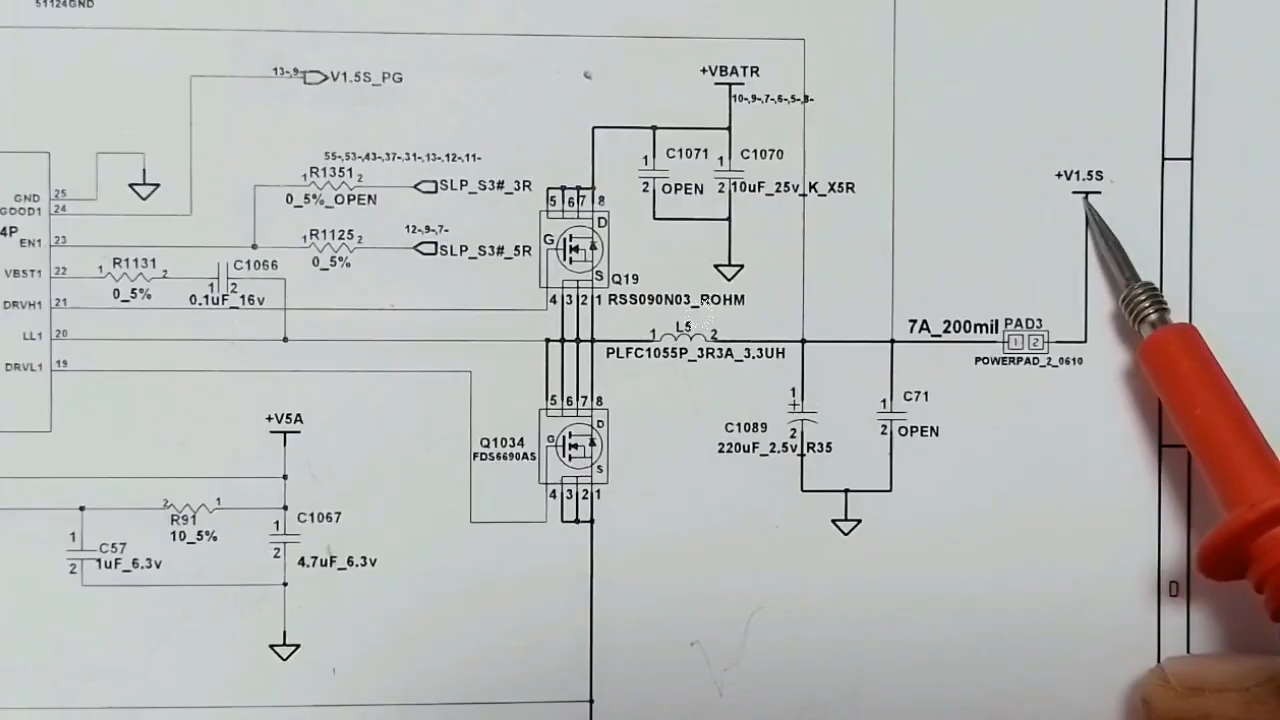 51124GND
13-,9-
V1.5S_PG
+VBATR
10-,9-,7-,6-,5-,8-
55-,53-,43-,37-,31-,13-,12-,11-
R1351
1 2
SLP_S3#_3R
0_5%_OPEN
1 C1071
2 OPEN
1 C1070
2 10uF_25v_K_X5R
+V1.5S
GND 25
GOOD1 24
4P
EN1 23
VBST1 22
DRVH1 21
LL1 20
DRVL1 19
12-,9-,7-
R1125
1 2
SLP_S3#_5R
0_5%
R1131
1 2
0_5%
C1066
1 2
0.1uF_16v
5 6 7 8
D
G
S
Q19
4 3 2 1
RSS090N03_ROHM
1 L5 2
PLFC1055P_3R3A_3.3UH
7A_200mil
PAD3
1 2
POWERPAD_2_0610
5 6 7 8
D
G
S
Q1034
FDS6690AS
4 3 2 1
1
+
C1089
2
220uF_2.5v_R35
1 C71
2 OPEN
+V5A
2 1
R91
10_5%
1 C1067
2 4.7uF_6.3v
1 C57
2 1uF_6.3v
D